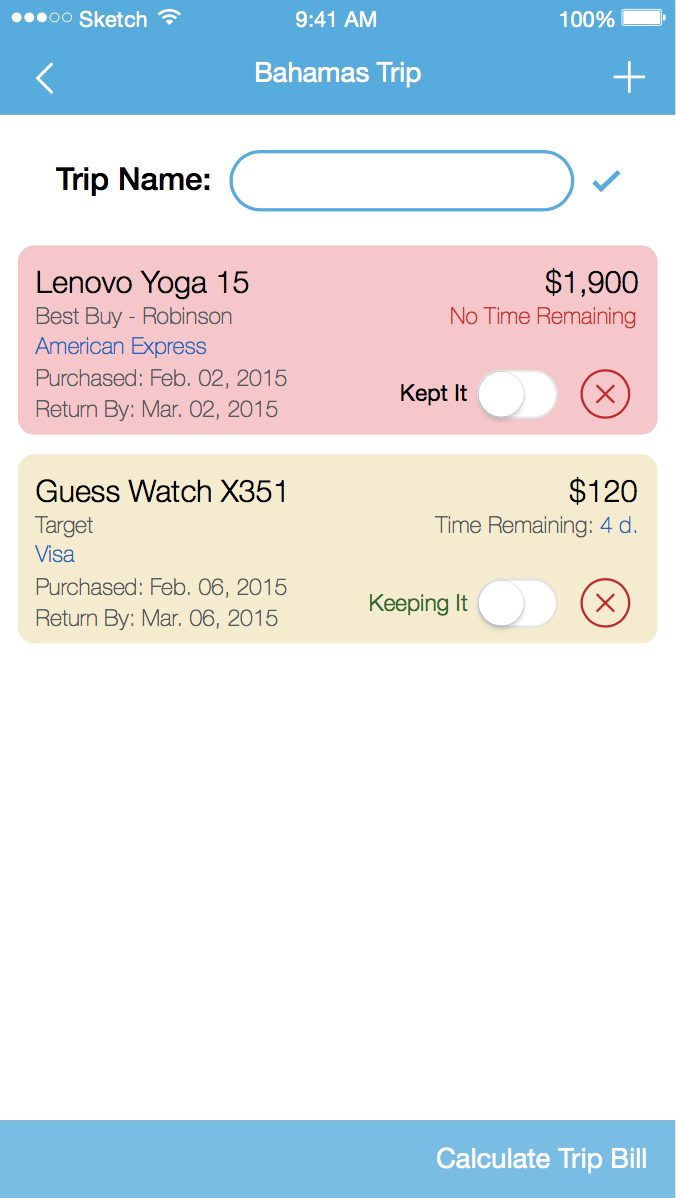 Sketch 9:41 AM 100%
Bahamas Trip
Trip Name:
Lenovo Yoga 15 $1,900
Best Buy - Robinson No Time Remaining
American Express
Purchased: Feb. 02, 2015
Kept It
Return By: Mar. 02, 2015
Guess Watch X351 $120
Target Time Remaining: 4 d.
Visa
Purchased: Feb. 06, 2015
Keeping It
Return By: Mar. 06, 2015
Calculate Trip Bill